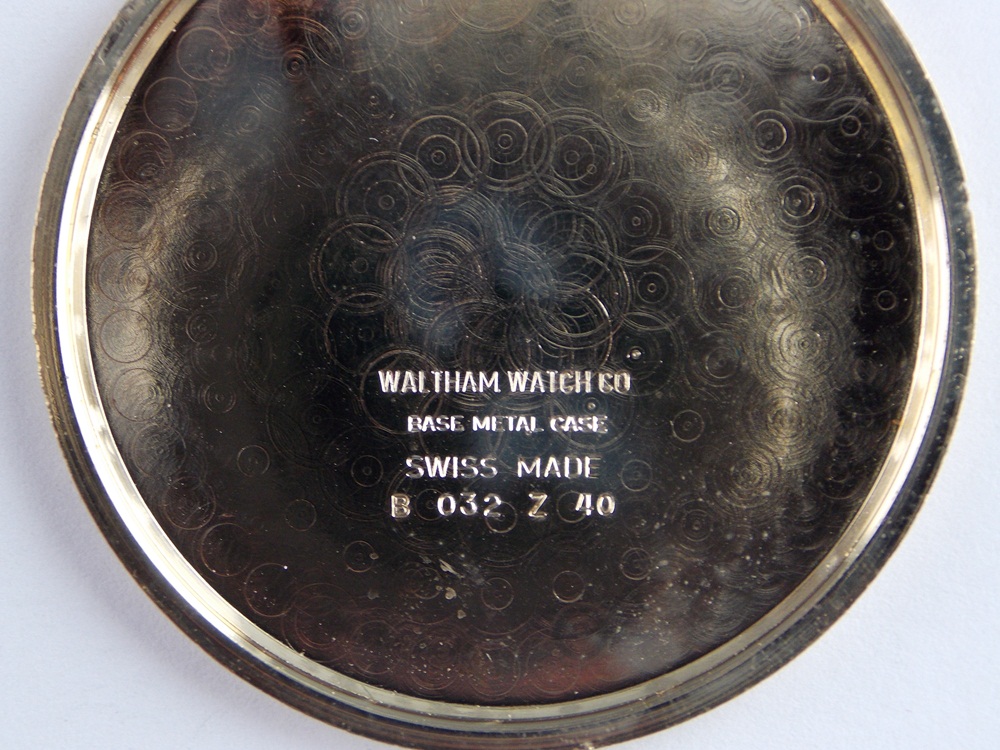 WALTHAM WATCH CO
BASE METAL CASE
SWISS MADE
B 032 Z 40